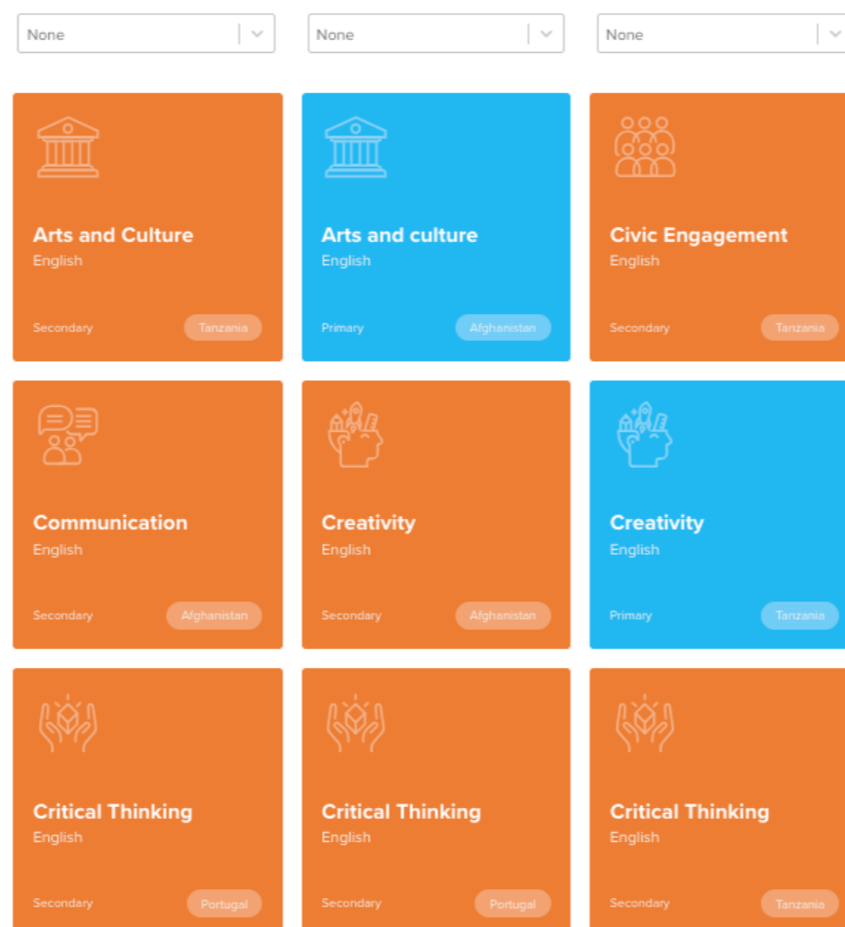 None None None
Arts and Culture Arts and culture Civic Engagement
English English English
Secondary Tanzania Primary Afghanistan Secondary Tanzania
Communication Creativity Creativity
English English English
Secondary Afghanistan Secondary Afghanistan Primary Tanzania
Critical Thinking Critical Thinking Critical Thinking
English English English
Secondary Portugal Secondary Portugal Secondary Tanzania